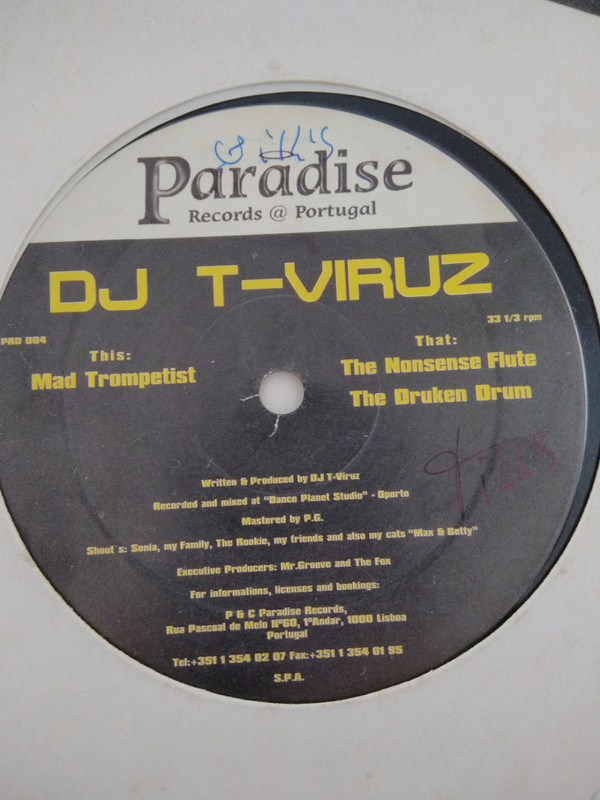 Paradise
Records @ Portugal
DJ T-VIRUZ
33 1/3 rpm
PRD 004
This:
Mad Trompetist
That:
The Nonsense Flute
The Druken Drum
Written & Produced by DJ T-Viruz
Recorded and mixed at "Dance Planet Studio" - Oporto
Mastered by P.G.
Shout´s: Sonia, my Family, The Rookie, my friends and also my cats "Max & Betty"
Executive Producers: Mr.Groove and The Fox
For informations, licenses and bookings:
P & C Paradise Records,
Rua Pascoal de Melo Nº60, 1ºAndar, 1000 Lisboa
Portugal
Tel:+351 1 354 02 07 Fax:+351 1 354 01 95
S.P.A.